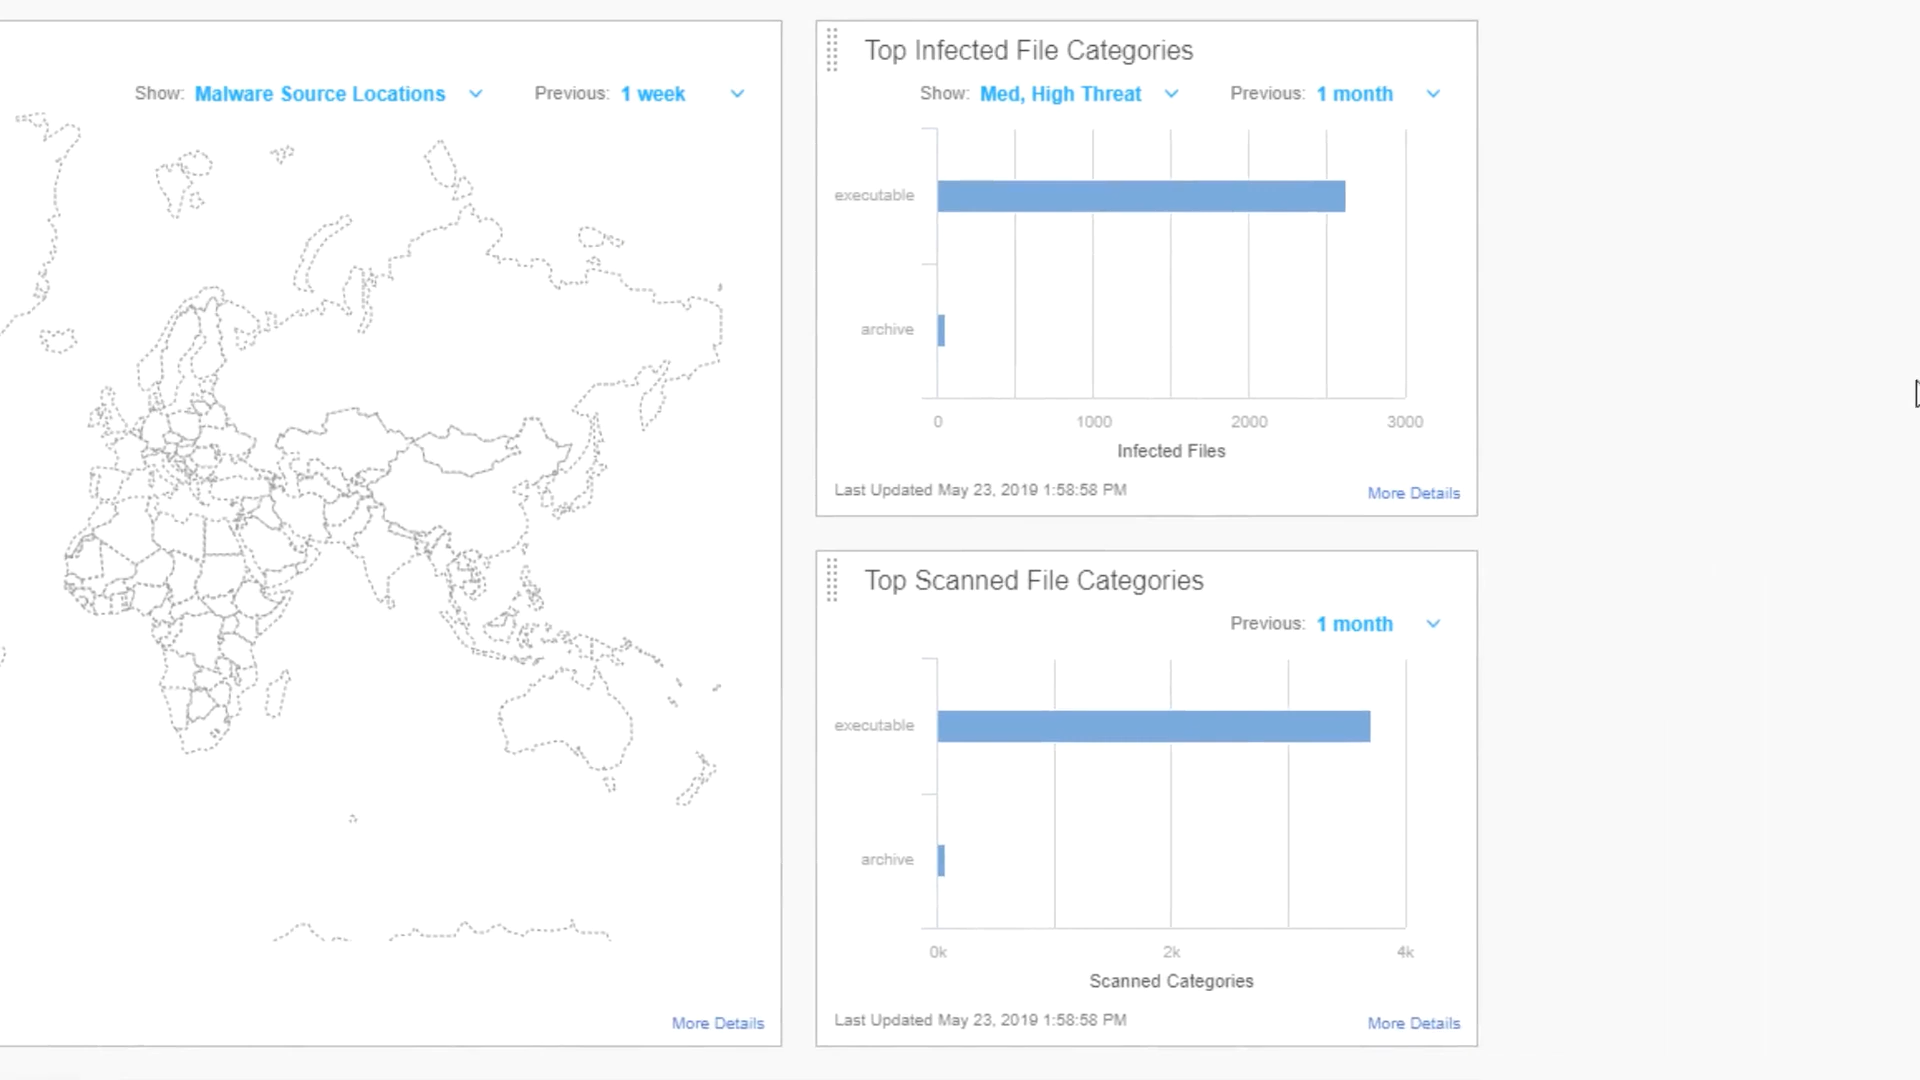 Show: Malware Source Locations Previous: 1 week
More Details
Top Infected File Categories
Show: Med, High Threat Previous: 1 month
executable
archive
0 1000 2000 3000
Infected Files
Last Updated May 23, 2019 1:58:58 PM More Details
Top Scanned File Categories
Previous: 1 month
executable
archive
0k 2k 4k
Scanned Categories
Last Updated May 23, 2019 1:58:58 PM More Details